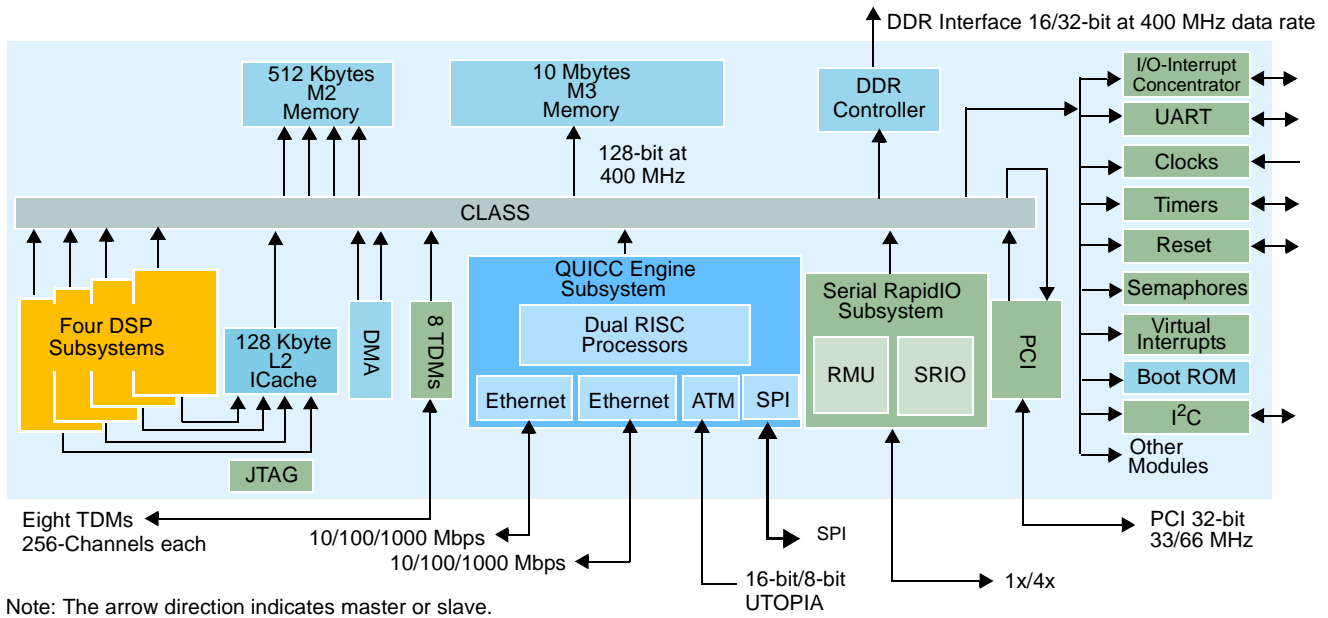 DDR Interface 16/32-bit at 400 MHz data rate
512 Kbytes
M2
Memory
10 Mbytes
M3
Memory
DDR
Controller
I/O-Interrupt
Concentrator
UART
Clocks
Timers
Reset
Semaphores
Virtual
Interrupts
Boot ROM
I²C
Other
Modules
128-bit at
400 MHz
CLASS
Four DSP
Subsystems
128 Kbyte
L2
ICache
DMA
8 TDMs
QUICC Engine
Subsystem
Dual RISC
Processors
Ethernet
Ethernet
ATM
SPI
Serial RapidIO
Subsystem
RMU
SRIO
PCI
JTAG
Eight TDMs
256-Channels each
10/100/1000 Mbps
10/100/1000 Mbps
SPI
16-bit/8-bit
UTOPIA
1x/4x
PCI 32-bit
33/66 MHz
Note: The arrow direction indicates master or slave.